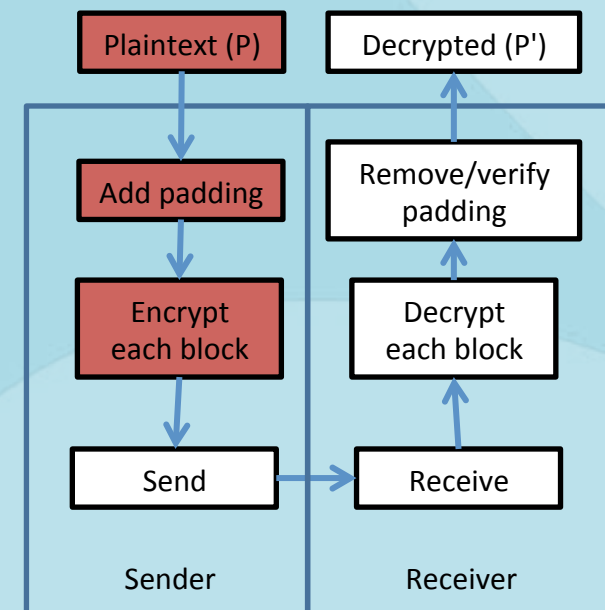 Plaintext (P)
Decrypted (P')
Add padding
Remove/verify
padding
Encrypt
each block
Decrypt
each block
Send
Receive
Sender
Receiver